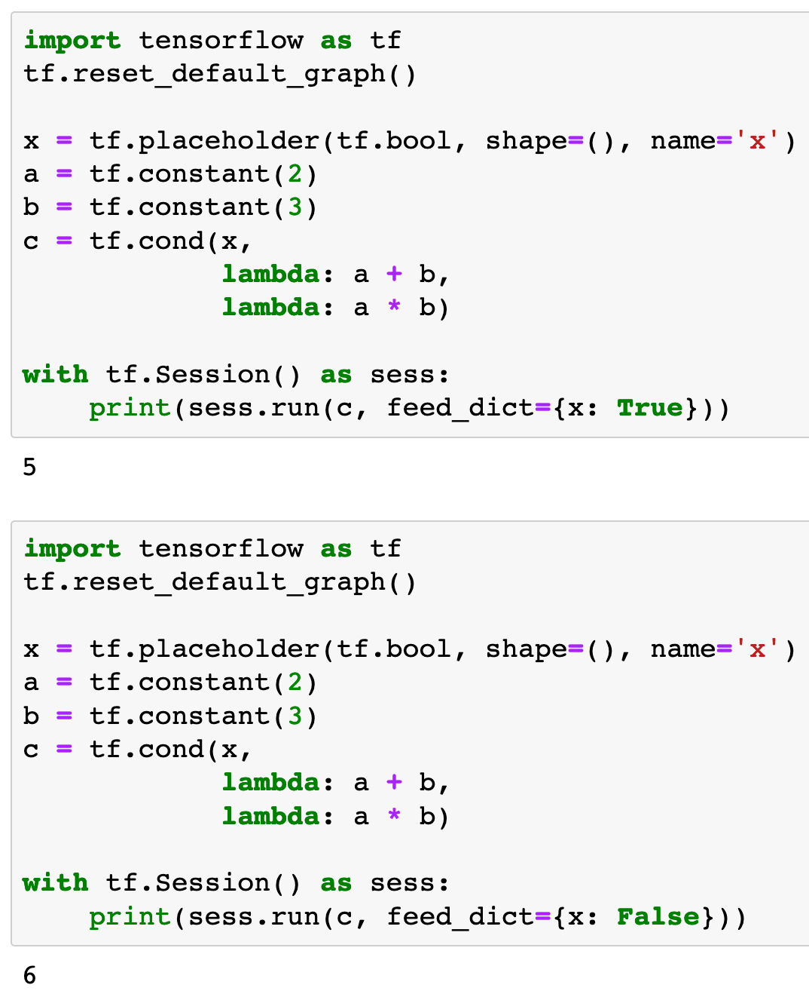 import tensorflow as tf
tf.reset_default_graph()
x = tf.placeholder(tf.bool, shape=(), name='x')
a = tf.constant(2)
b = tf.constant(3)
c = tf.cond(x,
            lambda: a + b,
            lambda: a * b)
with tf.Session() as sess:
    print(sess.run(c, feed_dict={x: True}))
5
import tensorflow as tf
tf.reset_default_graph()
x = tf.placeholder(tf.bool, shape=(), name='x')
a = tf.constant(2)
b = tf.constant(3)
c = tf.cond(x,
            lambda: a + b,
            lambda: a * b)
with tf.Session() as sess:
    print(sess.run(c, feed_dict={x: False}))
6